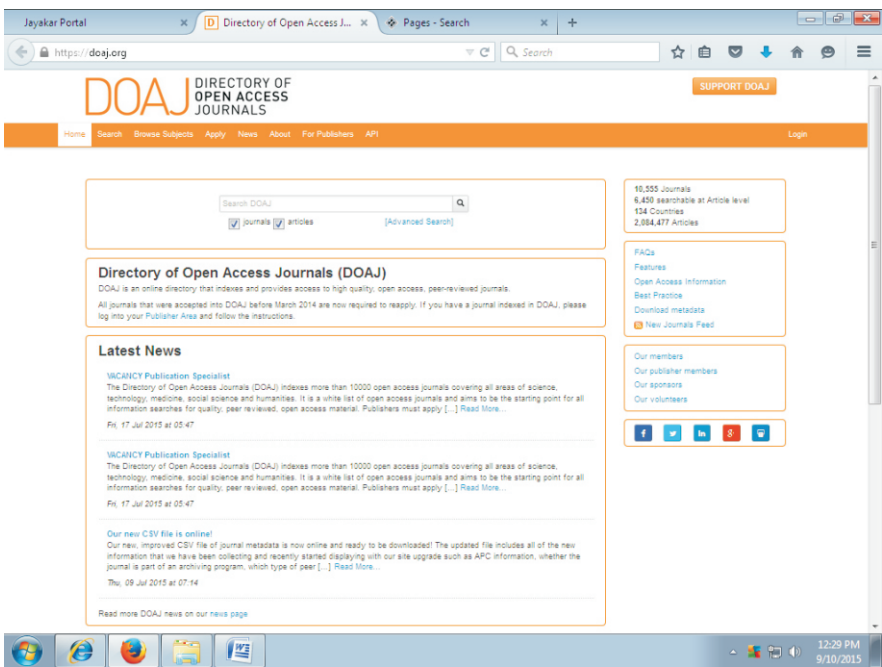 Jayakar Portal
Directory of Open Access J...
Pages - Search
https://doaj.org
Search
DOAJ
DIRECTORY OF
OPEN ACCESS
JOURNALS
SUPPORT DOAJ
Home Search Browse Subjects Apply News About For Publishers API Login
Search DOAJ
journals articles [Advanced Search]
Directory of Open Access Journals (DOAJ)
DOAJ is an online directory that indexes and provides access to high quality, open access, peer-reviewed journals.
All journals that were accepted into DOAJ before March 2014 are now required to reapply. If you have a journal indexed in DOAJ, please
log into your Publisher Area and follow the instructions.
Latest News
VACANCY Publication Specialist
The Directory of Open Access Journals (DOAJ) indexes more than 10000 open access journals covering all areas of science,
technology, medicine, social science and humanities. It is a white list of open access journals and aims to be the starting point for all
information searches for quality, peer reviewed, open access material. Publishers must apply [...] Read More...
Fri, 17 Jul 2015 at 05:47
VACANCY Publication Specialist
The Directory of Open Access Journals (DOAJ) indexes more than 10000 open access journals covering all areas of science,
technology, medicine, social science and humanities. It is a white list of open access journals and aims to be the starting point for all
information searches for quality, peer reviewed, open access material. Publishers must apply [...] Read More...
Fri, 17 Jul 2015 at 05:47
Our new CSV file is online!
Our new, improved CSV file of journal metadata is now online and ready to be downloaded! The updated file includes all of the new
information that we have been collecting and recently started displaying with our site upgrade such as APC information, whether the
journal is part of an archiving program, which type of peer [...] Read More...
Thu, 09 Jul 2015 at 07:14
Read more DOAJ news on our news page
10,555 Journals
6,450 searchable at Article level
134 Countries
2,084,477 Articles
FAQs
Features
Open Access Information
Best Practice
Download metadata
New Journals Feed
Our members
Our publisher members
Our sponsors
Our volunteers
12:29 PM
9/10/2015